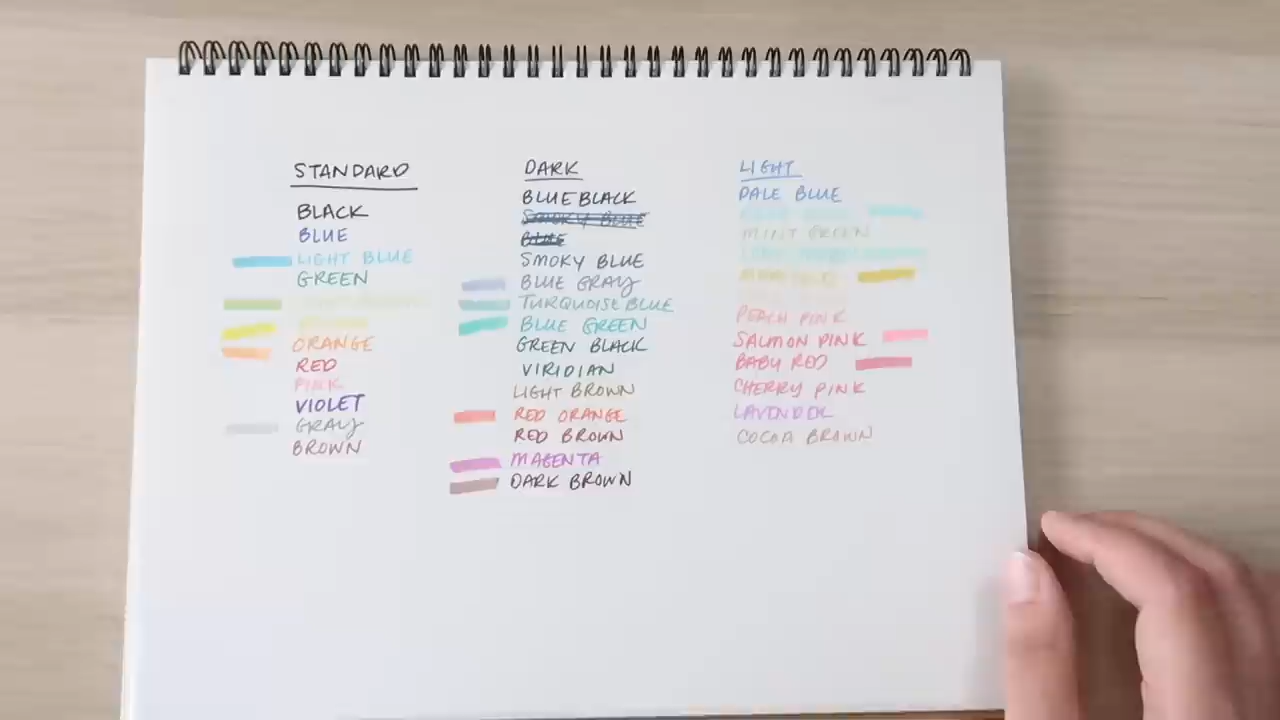 STANDARD
BLACK
BLUE
LIGHT BLUE
GREEN
ORANGE
RED
PINK
VIOLET
GRAY
BROWN
DARK
BLUE BLACK
SMOKY BLUE
BLUE
SMOKY BLUE
BLUE GRAY
TURQUOISE BLUE
BLUE GREEN
GREEN BLACK
VIRIDIAN
LIGHT BROWN
RED ORANGE
RED BROWN
MAGENTA
DARK BROWN
LIGHT
PALE BLUE
MINT GREEN
PEACH PINK
SALMON PINK
BABY RED
CHERRY PINK
LAVENDER
COCOA BROWN